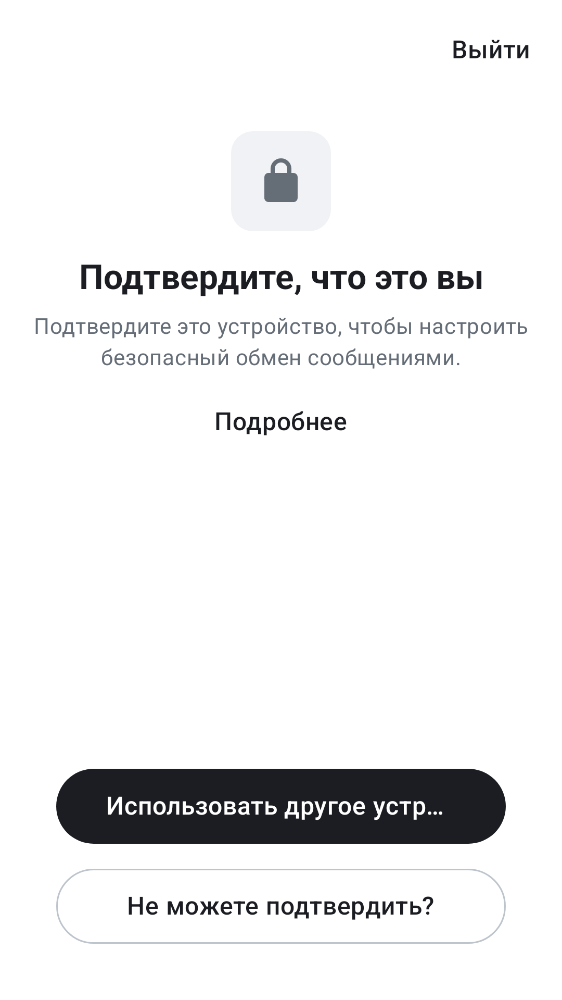 Выйти
Подтвердите, что это вы
Подтвердите это устройство, чтобы настроить
безопасный обмен сообщениями.
Подробнее
Использовать другое устр...
Не можете подтвердить?